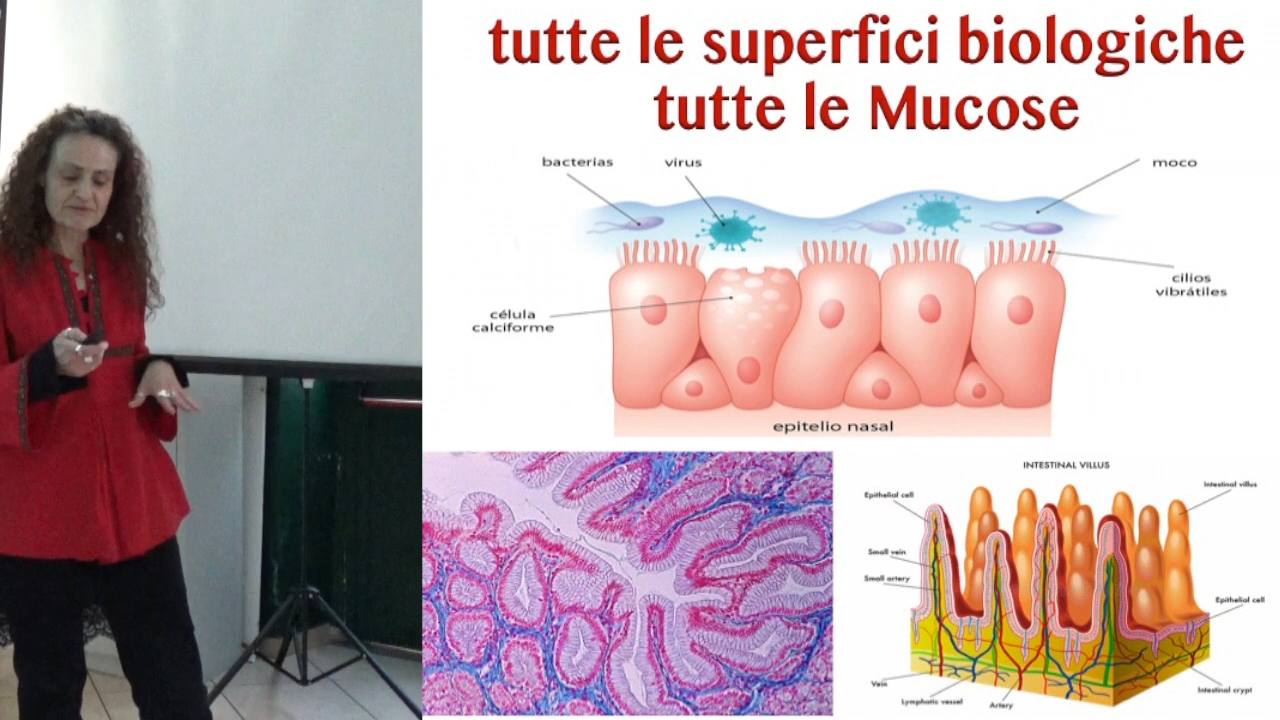 tutte le superfici biologiche
tutte le Mucose
bacterias
virus
moco
cilios
vibrátiles
célula
calciforme
epitelio nasal
INTESTINAL VILLUS
Intestinal villus
Epithelial cell
Small vein
Small artery
Epithelial cell
Vein
Lymphatic vessel
Artery
Intestinal crypt